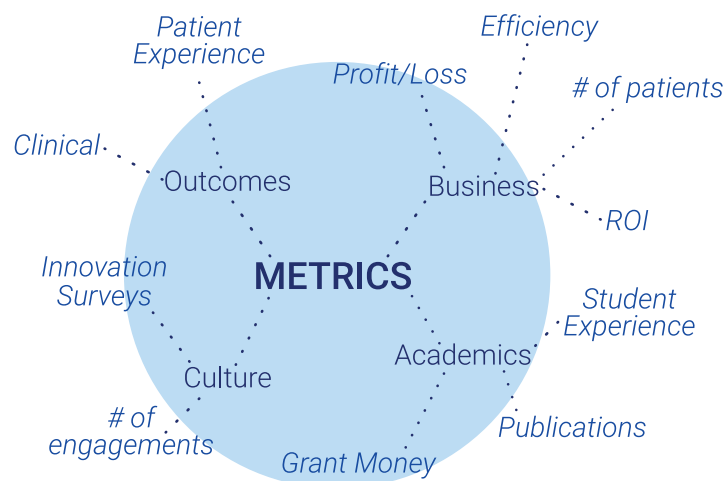 Patient
Experience
Efficiency
Profit/Loss
# of patients
Clinical
Outcomes
Business
ROI
Innovation
Surveys
METRICS
Student
Experience
Academics
Culture
# of
engagements
Publications
Grant Money